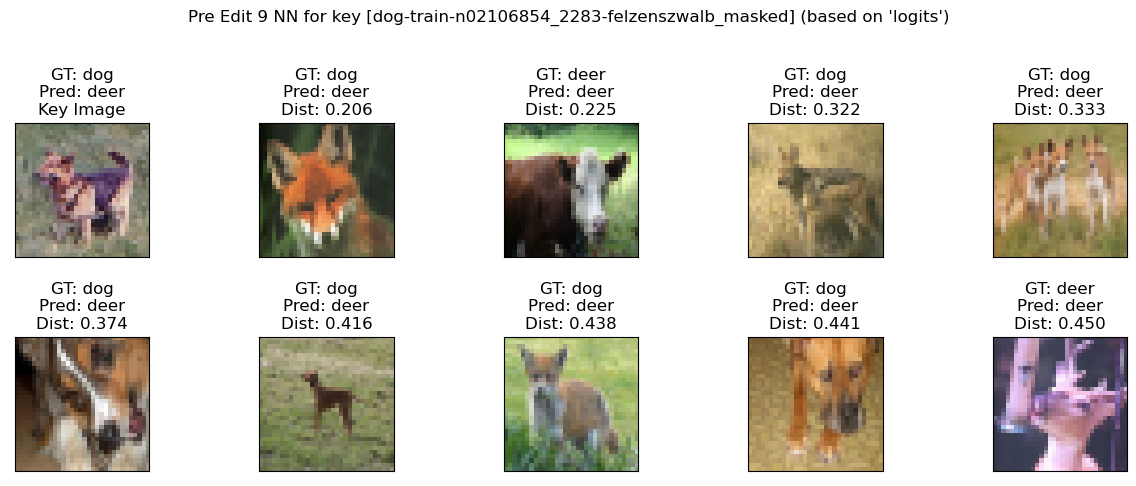 Pre Edit 9 NN for key [dog-train-n02106854_2283-felzenszwalb_masked] (based on 'logits')
GT: dog
Pred: deer
Key Image
GT: dog
Pred: deer
Dist: 0.206
GT: deer
Pred: deer
Dist: 0.225
GT: dog
Pred: deer
Dist: 0.322
GT: dog
Pred: deer
Dist: 0.333
GT: dog
Pred: deer
Dist: 0.374
GT: dog
Pred: deer
Dist: 0.416
GT: dog
Pred: deer
Dist: 0.438
GT: dog
Pred: deer
Dist: 0.441
GT: deer
Pred: deer
Dist: 0.450